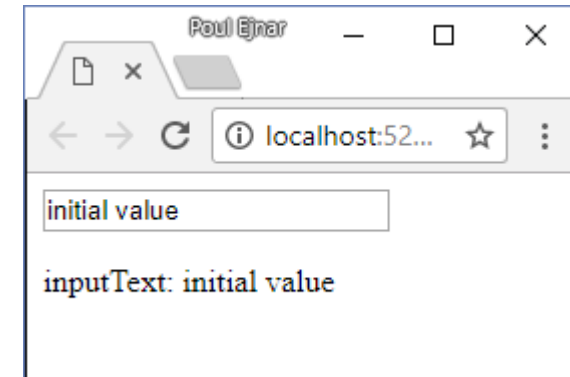 Poul Ejnar
localhost:52...
initial value
inputText: initial value